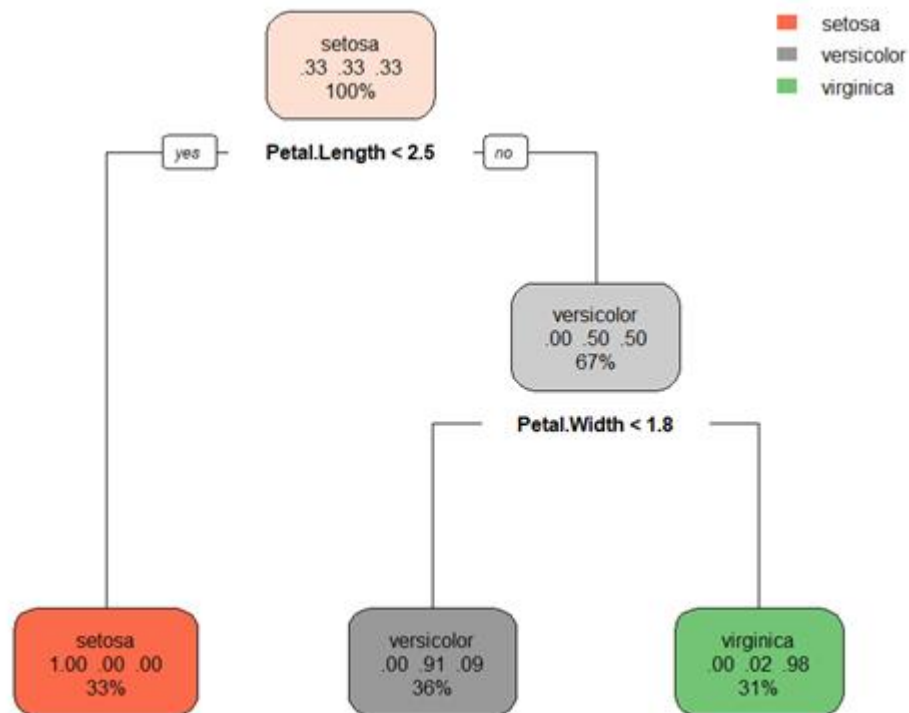 setosa
versicolor
virginica
setosa
.33 .33 .33
100%
yes
Petal.Length < 2.5
no
versicolor
.00 .50 .50
67%
Petal.Width < 1.8
setosa
1.00 .00 .00
33%
versicolor
.00 .91 .09
36%
virginica
.00 .02 .98
31%